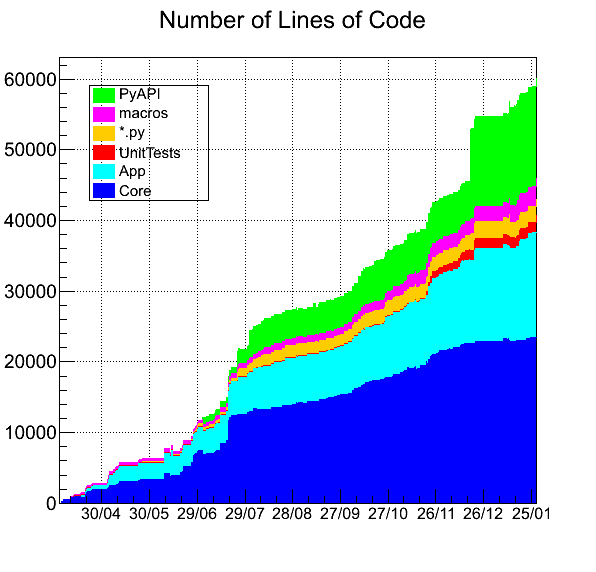 Number of Lines of Code
60000
50000
40000
30000
20000
10000
0
PyAPI
macros
*.py
UnitTests
App
Core
30/04 30/05 29/06 29/07 28/08 27/09 27/10 26/11 26/12 25/01